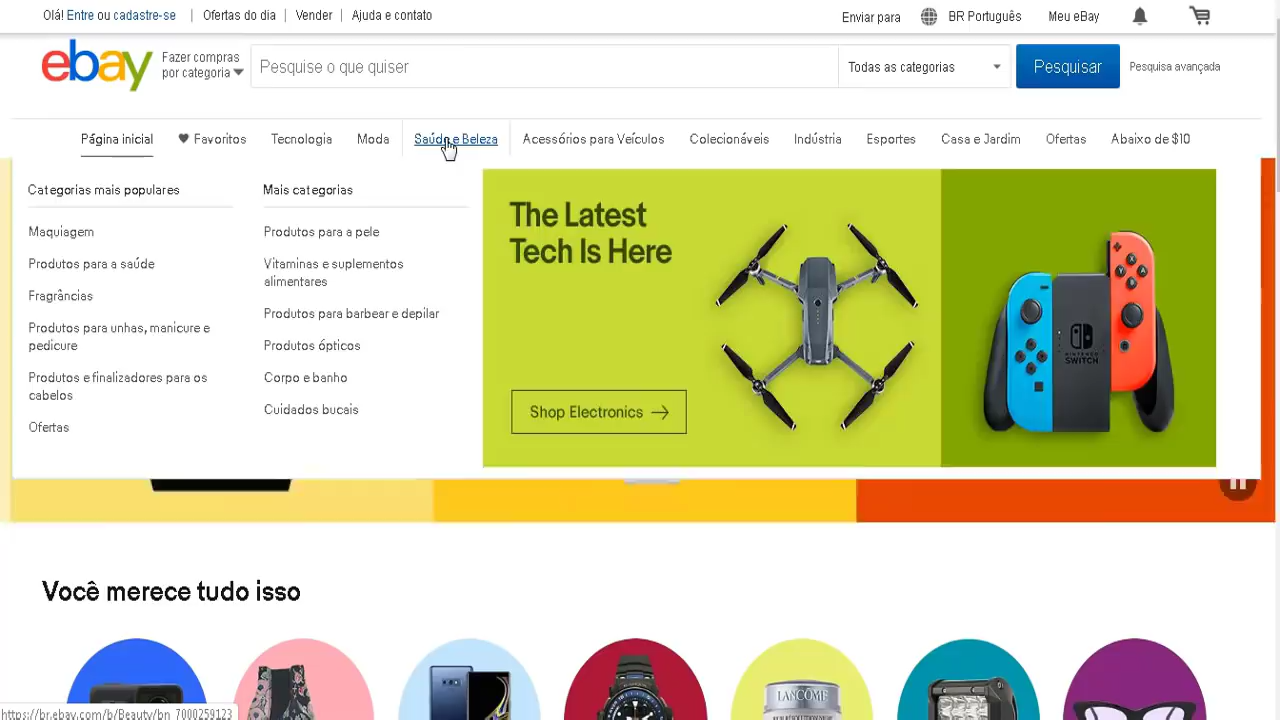 Olá! Entre ou cadastre-se | Ofertas do dia | Vender | Ajuda e contato
Enviar para BR Português Meu eBay
ebay
Fazer compras
por categoria
Pesquise o que quiser
Todas as categorias
Pesquisar
Pesquisa avançada
Página inicial Favoritos Tecnologia Moda Saúde e Beleza Acessórios para Veículos Colecionáveis Indústria Esportes Casa e Jardim Ofertas Abaixo de $10
Categorias mais populares
Maquiagem
Produtos para a saúde
Fragrâncias
Produtos para unhas, manicure e
pedicure
Produtos e finalizadores para os
cabelos
Ofertas
Mais categorias
Produtos para a pele
Vitaminas e suplementos
alimentares
Produtos para barbear e depilar
Produtos ópticos
Corpo e banho
Cuidados bucais
The Latest
Tech Is Here
Shop Electronics
NINTENDO
SWITCH
Você merece tudo isso
LANCÔME
https://br.ebay.com/b/Beauty/bn_7000259123